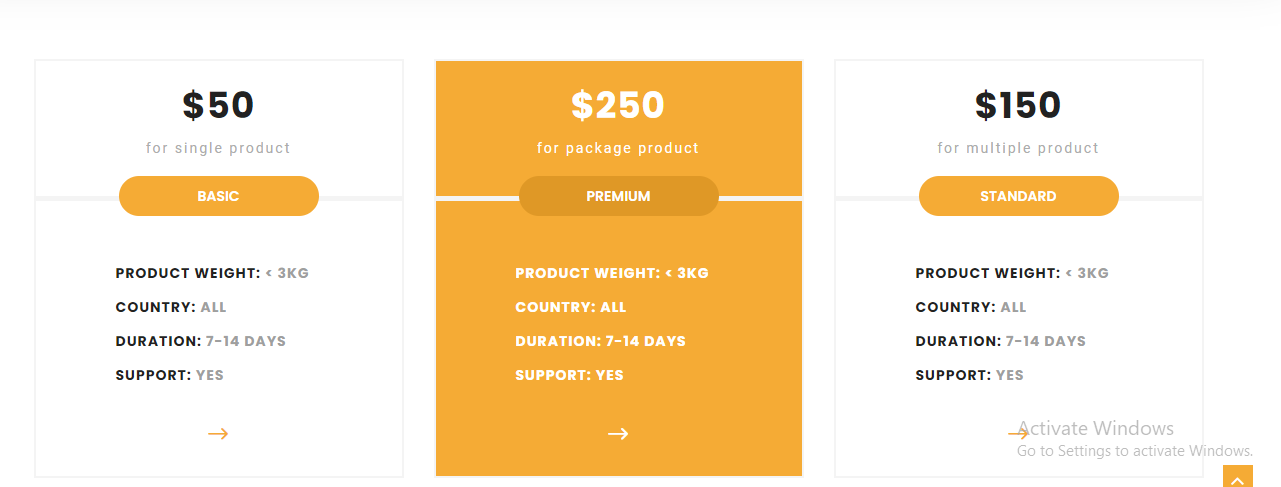 $50
for single product
BASIC
PRODUCT WEIGHT: < 3KG
COUNTRY: ALL
DURATION: 7-14 DAYS
SUPPORT: YES
$250
for package product
PREMIUM
PRODUCT WEIGHT: < 3KG
COUNTRY: ALL
DURATION: 7-14 DAYS
SUPPORT: YES
$150
for multiple product
STANDARD
PRODUCT WEIGHT: < 3KG
COUNTRY: ALL
DURATION: 7-14 DAYS
SUPPORT: YES
Activate Windows
Go to Settings to activate Windows.